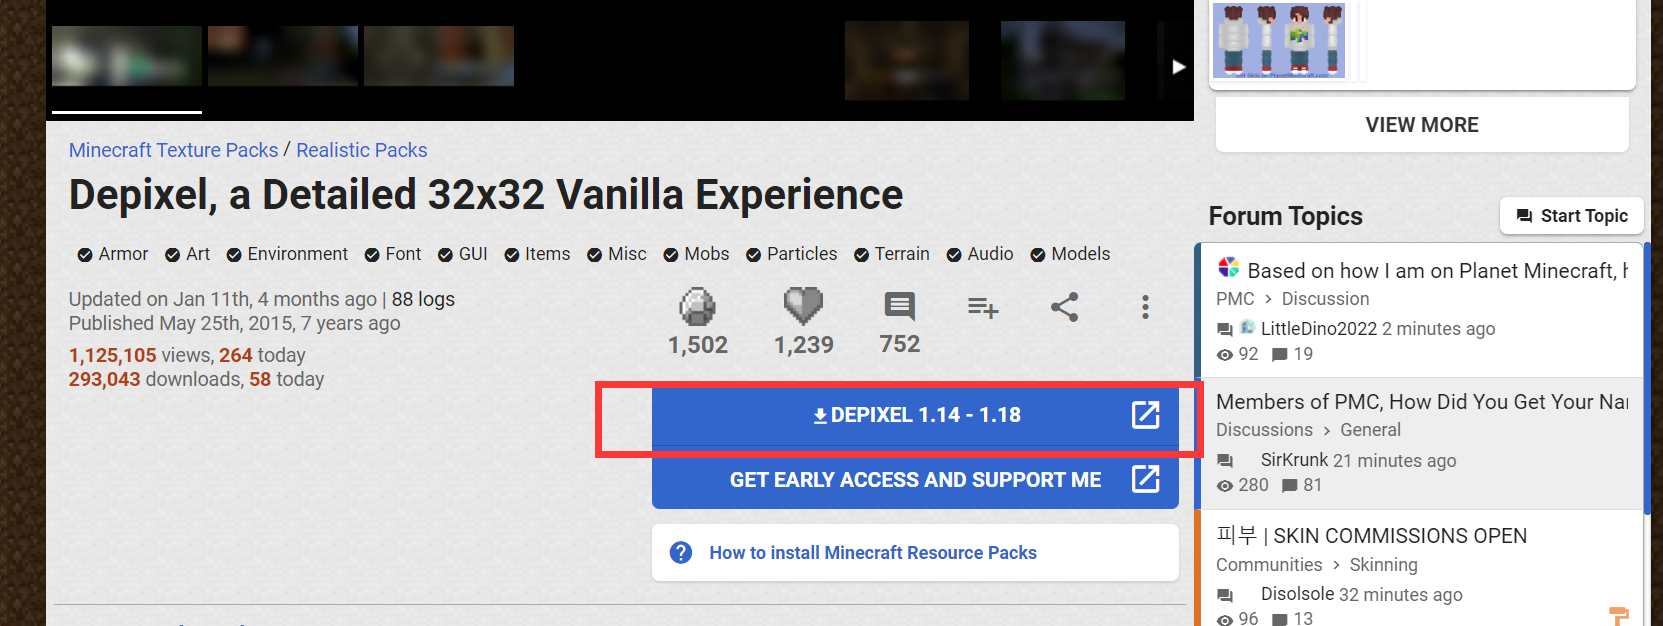 Minecraft Texture Packs / Realistic Packs
Depixel, a Detailed 32x32 Vanilla Experience
Armor Art Environment Font GUI Items Misc Mobs Particles Terrain Audio Models
Updated on Jan 11th, 4 months ago | 88 logs
Published May 25th, 2015, 7 years ago
1,125,105 views, 264 today
293,043 downloads, 58 today
1,502 1,239 752
DEPIXEL 1.14 - 1.18
GET EARLY ACCESS AND SUPPORT ME
How to install Minecraft Resource Packs
VIEW MORE
Forum Topics
Start Topic
Based on how I am on Planet Minecraft, h
PMC > Discussion
LittleDino2022 2 minutes ago
92 19
Members of PMC, How Did You Get Your Nar
Discussions > General
SirKrunk 21 minutes ago
280 81
피부 | SKIN COMMISSIONS OPEN
Communities > Skinning
Disolsole 32 minutes ago
96 13